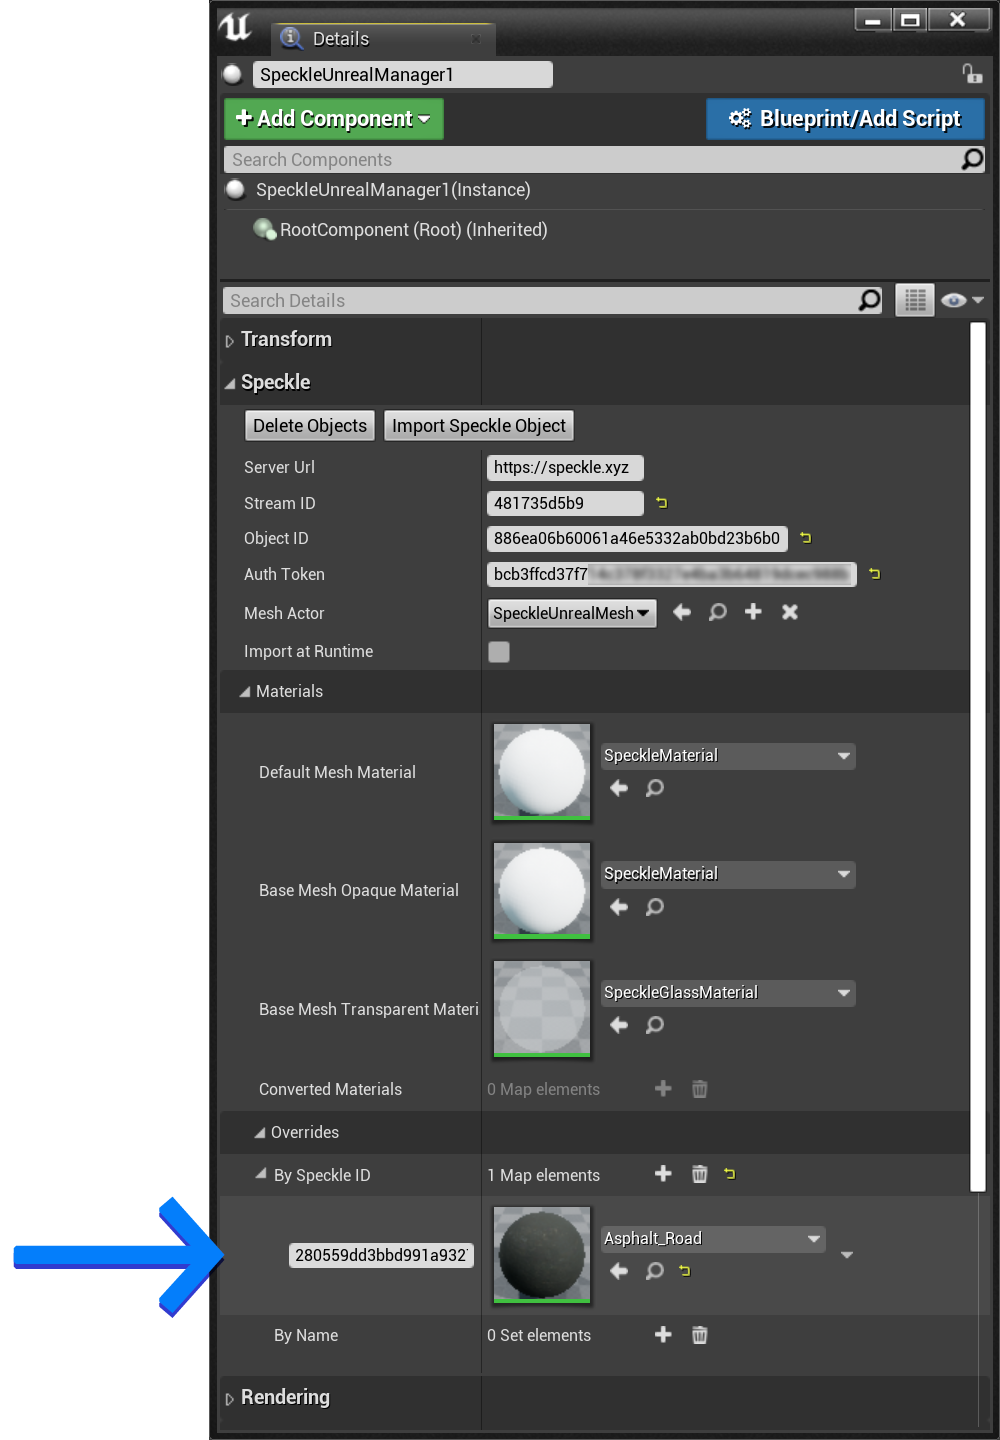 Details
SpeckleUnrealManager1
+ Add Component
Blueprint/Add Script
Search Components
SpeckleUnrealManager1(Instance)
RootComponent (Root) (Inherited)
Search Details
Transform
Speckle
Delete Objects Import Speckle Object
Server Url https://speckle.xyz
Stream ID 481735d5b9
Object ID 886ea06b60061a46e5332ab0bd23b6b0
Auth Token bcb3ffcd37f7
Mesh Actor SpeckleUnrealMesh
Import at Runtime
Materials
Default Mesh Material SpeckleMaterial
Base Mesh Opaque Material SpeckleMaterial
Base Mesh Transparent Materi SpeckleGlassMaterial
Converted Materials 0 Map elements
Overrides
By Speckle ID 1 Map elements
280559dd3bbd991a932 Asphalt_Road
By Name 0 Set elements
Rendering